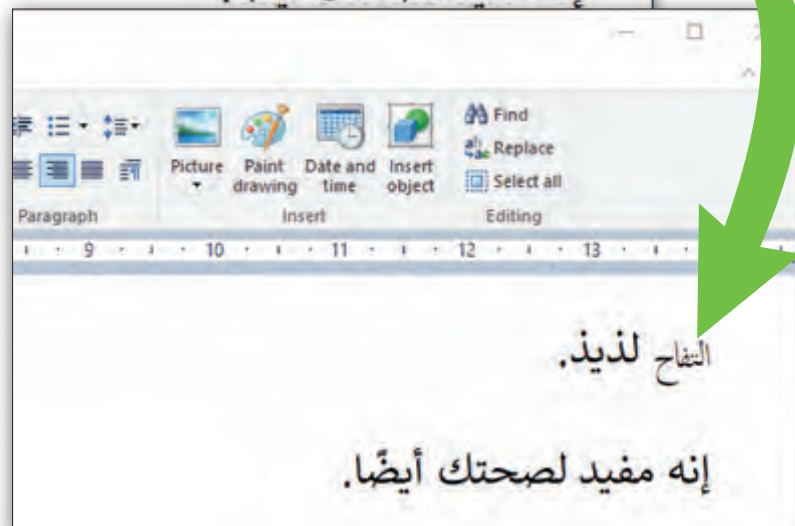 Picture
Paint drawing
Date and time
Insert object
Find
Replace
Select all
Paragraph
Insert
Editing
9 10 11 12 13
التفاح لذيذ.
إنه مفيد لصحتك أيضًا.